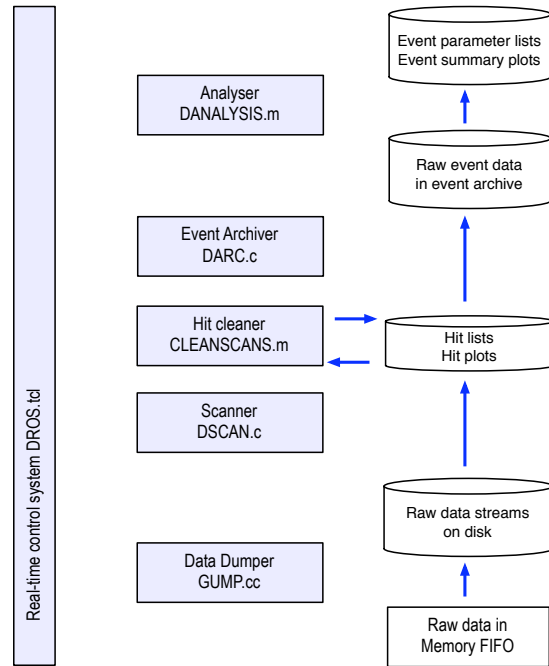 Event parameter lists
Event summary plots
Analyser
DANALYSIS.m
Raw event data
in event archive
Event Archiver
DARC.c
Hit cleaner
CLEANSCANS.m
Hit lists
Hit plots
Scanner
DSCAN.c
Raw data streams
on disk
Data Dumper
GUMP.cc
Raw data in
Memory FIFO
Real-time control system DROS.tcl